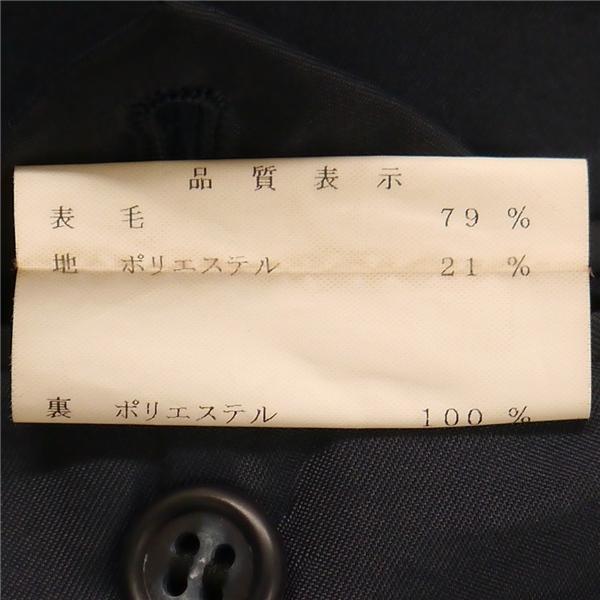 品質表示
表 毛 79 %
地 ポリエステル 21 %
裏 ポリエステル 100 %